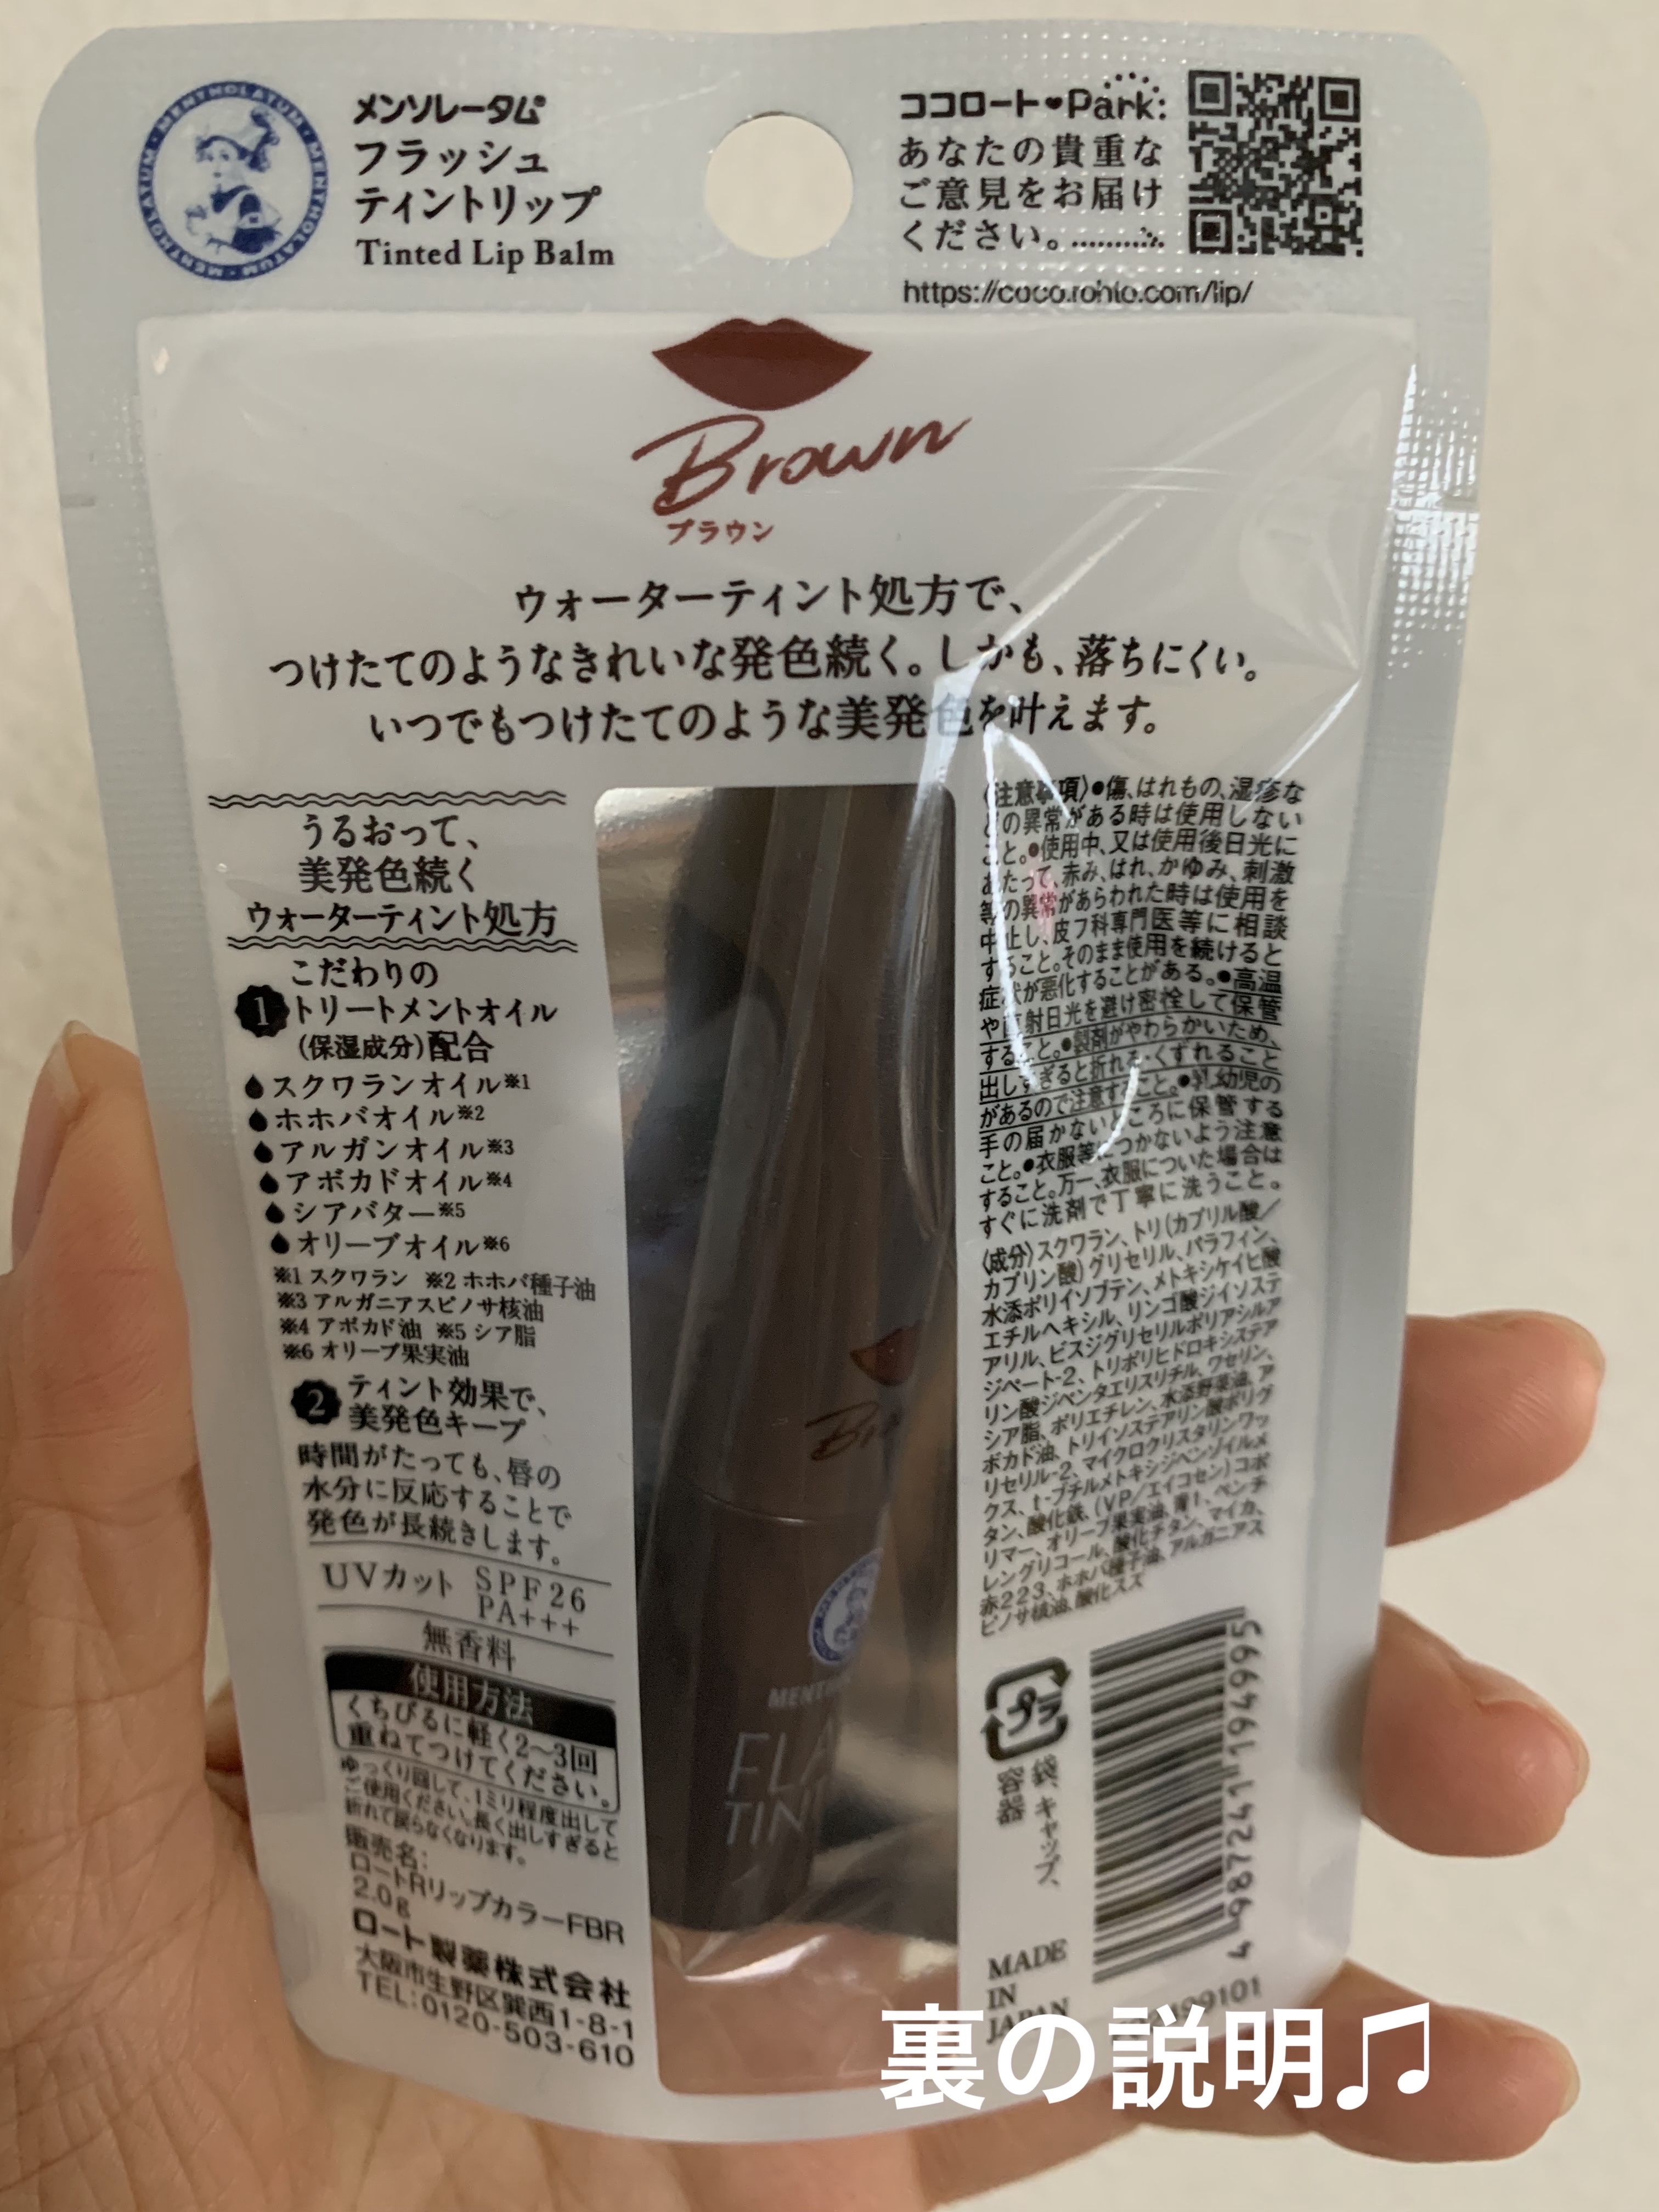 MENTHOLATUM・MENTHOLATUM・MENTHOLATUM
メンソレータム
フラッシュ
ティントリップ
Tinted Lip Balm
ココロート♥Park:
あなたの貴重な
ご意見をお届け
ください。
https://coco.rohto.com/lip/
Brown
ブラウン
ウォーターティント処方で、
つけたてのようなきれいな発色続く。しかも、落ちにくい。
いつでもつけたてのような美発色を叶えます。
うるおって、
美発色続く
ウォーターティント処方
1 こだわりの
トリートメントオイル
(保湿成分)配合
スクワランオイル※1
ホホバオイル※2
アルガンオイル※3
アボカドオイル※4
シアバター※5
オリーブオイル※6
※1 スクワラン ※2 ホホバ種子油
※3 アルガニアスピノサ核油
※4 アボカド油 ※5 シア脂
※6 オリーブ果実油
2 ティント効果で、
美発色キープ
時間がたっても、唇の
水分に反応することで
発色が長続きします。
UVカット SPF26
PA+++
無香料
使用方法
くちびるに軽く2〜3回
重ねてつけてください。
ゆっくり回して、1ミリ程度出して
ご使用ください。長く出しすぎると
折れて戻らなくなります。
販売名:
ロートRリップカラーFBR
2.0g
ロート製薬株式会社
大阪市生野区巽西1-8-1
TEL:0120-503-610
FLA
TIN
〈注意事項〉●傷、はれもの、湿疹な
どの異常がある時は使用しない
こと。●使用中、又は使用後日光に
あたって、赤み、はれ、かゆみ、刺激
等の異常があらわれた時は使用を
中止し、皮フ科専門医等に相談
すること。そのまま使用を続けると
症状が悪化することがある。●高温
や直射日光を避け密栓して保管
すること。●製剤がやわらかいため、
出しすぎると折れる・くずれること
があるので注意すること。●乳幼児の
手の届かないところに保管する
こと。●衣服等につかないよう注意
すること。万一、衣服についた場合は
すぐに洗剤で丁寧に洗うこと。
〈成分〉スクワラン、トリ(カプリル酸/
カプリン酸)グリセリル、パラフィン、
水添ポリイソブテン、メトキシケイヒ酸
エチルヘキシル、リンゴ酸ジイソステ
アリル、ビスジグリセリルポリアシルア
ジペート-2、トリポリヒドロキシステア
リン酸ジペンタエリスリチル、ワセリン、
シア脂、ポリエチレン、水添野菜油、ア
ボカド油、トリイソステアリン酸ポリグ
リセリル-2、マイクロクリスタリンワッ
クス、t-ブチルメトキシジベンゾイルメ
タン、酸化鉄、(VP/エイコセン)コポ
リマー、オリーブ果実油、青1、ペンチ
レングリコール、酸化チタン、マイカ、
赤223、ホホバ種子油、アルガニアス
ピノサ核油、酸化スズ
プラ
袋、キャップ、
容器
4 987241 164995
MADE
IN
JAPAN
裏の説明♫